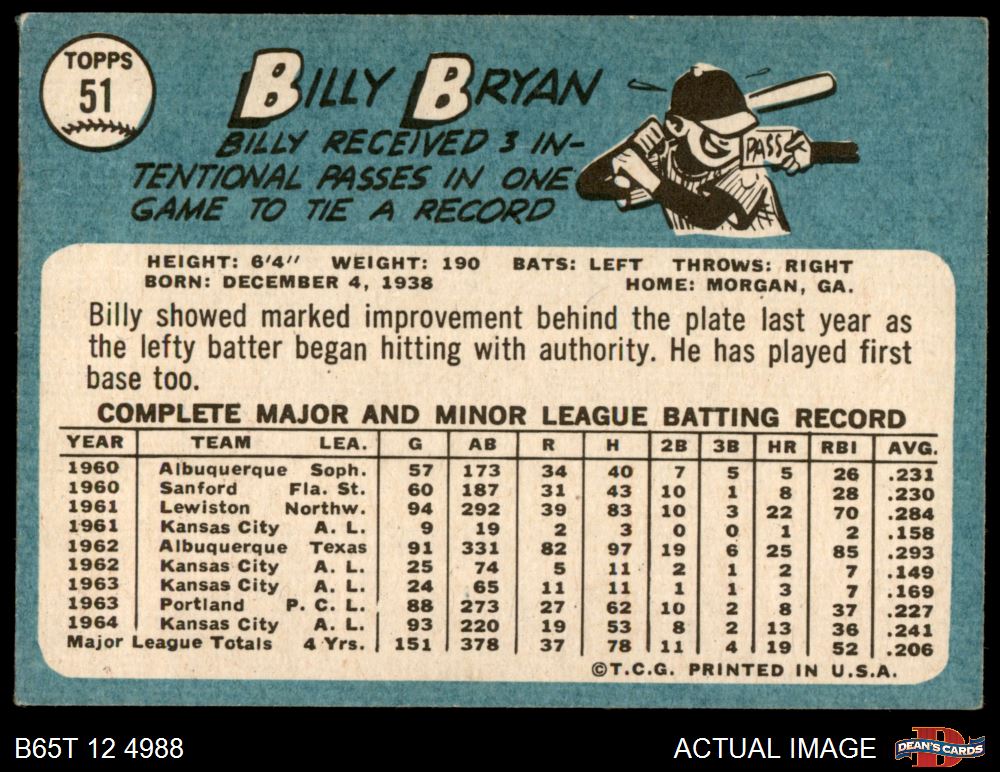 TOPPS
51
BILLY BRYAN
BILLY RECEIVED 3 IN-
TENTIONAL PASSES IN ONE
GAME TO TIE A RECORD
PASS
HEIGHT: 6'4" WEIGHT: 190 BATS: LEFT THROWS: RIGHT
BORN: DECEMBER 4, 1938 HOME: MORGAN, GA.
Billy showed marked improvement behind the plate last year as
the lefty batter began hitting with authority. He has played first
base too.
COMPLETE MAJOR AND MINOR LEAGUE BATTING RECORD
YEAR TEAM LEA. G AB R H 2B 3B HR RBI AVG.
1960 Albuquerque Soph. 57 173 34 40 7 5 5 26 .231
1960 Sanford Fla. St. 60 187 31 43 10 1 8 28 .230
1961 Lewiston Northw. 94 292 39 83 10 3 22 70 .284
1961 Kansas City A. L. 9 19 2 3 0 0 1 2 .158
1962 Albuquerque Texas 91 331 82 97 19 6 25 85 .293
1962 Kansas City A. L. 25 74 5 11 2 1 2 7 .149
1963 Kansas City A. L. 24 65 11 11 1 1 3 7 .169
1963 Portland P. C. L. 88 273 27 62 10 2 8 37 .227
1964 Kansas City A. L. 93 220 19 53 8 2 13 36 .241
Major League Totals 4 Yrs. 151 378 37 78 11 4 19 52 .206
©T.C.G. PRINTED IN U.S.A.
B65T 12 4988
ACTUAL IMAGE
D
DEAN'S CARDS